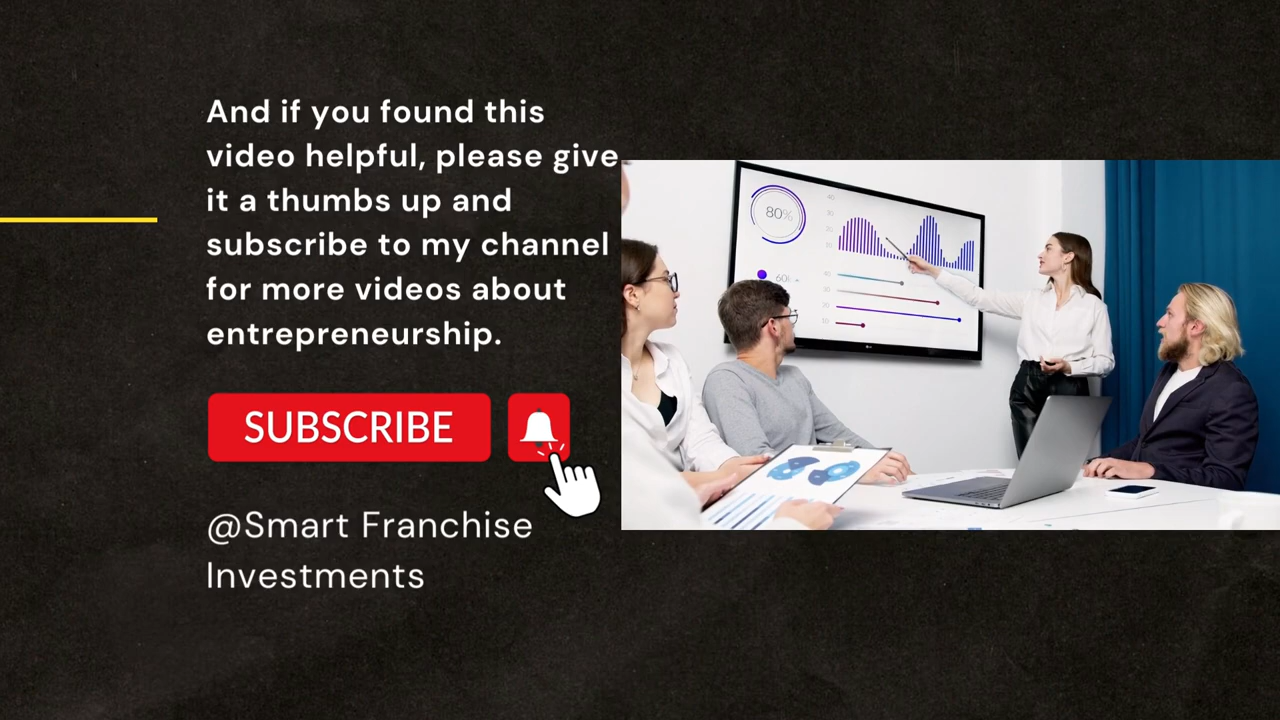 And if you found this
video helpful, please give
it a thumbs up and
subscribe to my channel
for more videos about
entrepreneurship.
SUBSCRIBE
@Smart Franchise
Investments
80%